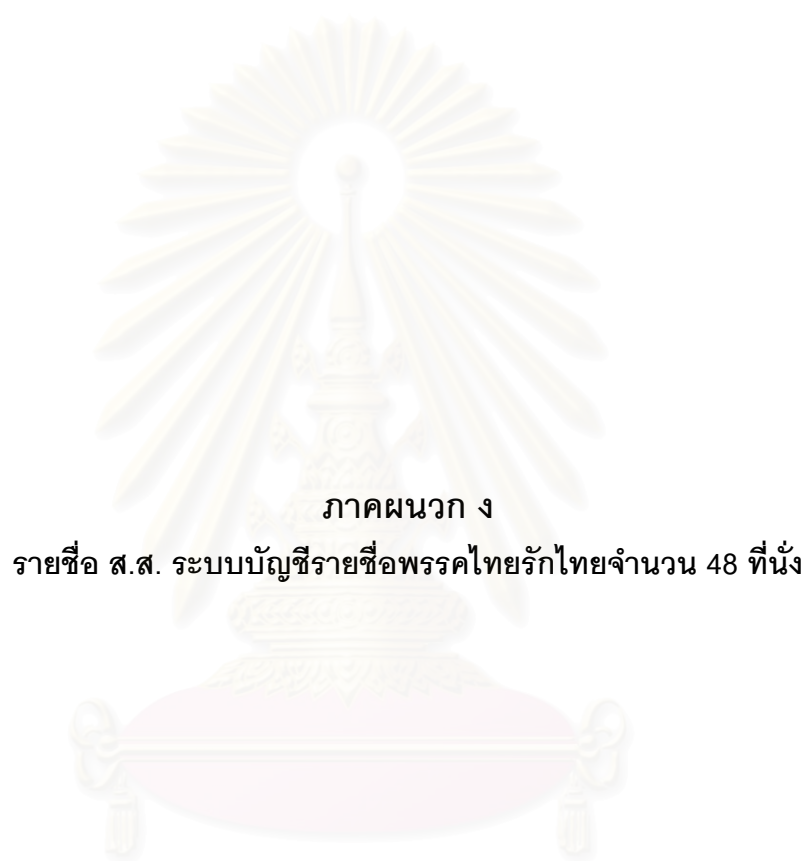 ภาคผนวก ง
รายชื่อ ส.ส. ระบบบัญชีรายชื่อพรรคไทยรักไทยจำนวน 48 ที่นั่ง